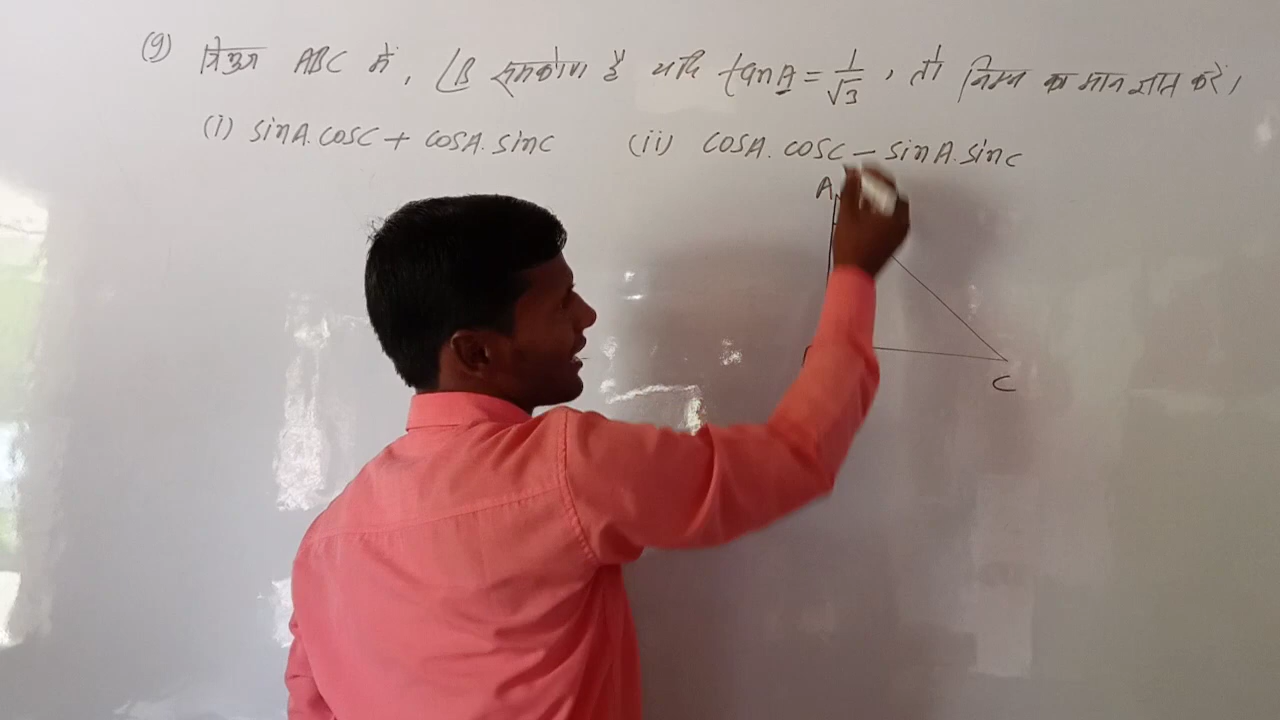 (9) त्रिभुज ABC में, ∠B समकोण है यदि tanA = 1/√3, तो निम्न का मान ज्ञात करें।
(i) sinA.cosC + cosA.sinC (ii) cosA.cosC − sinA.sinC
A
C